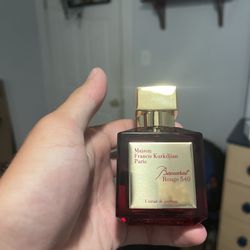 Maison
Francis Kurkdjian
Paris
Baccarat
Rouge 540
Extrait de parfum